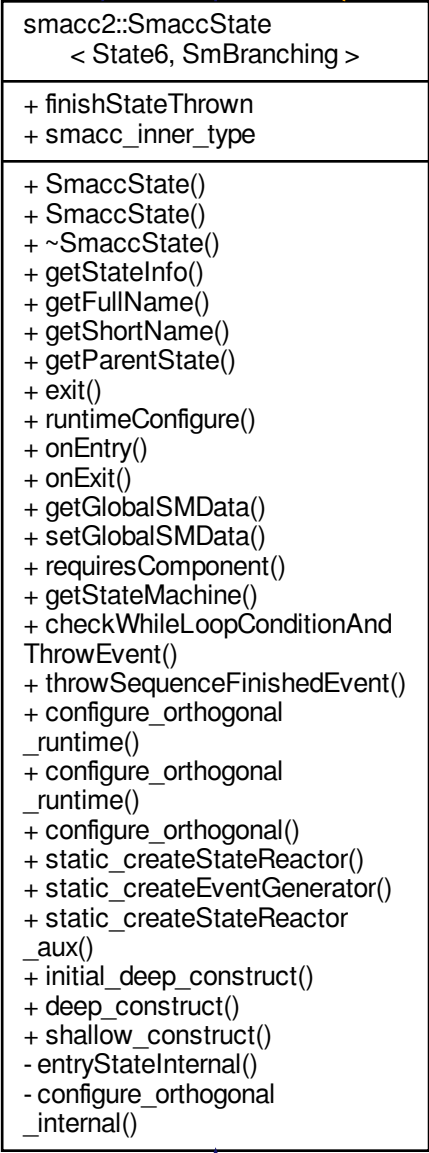 smacc2::SmaccState
< State6, SmBranching >
+ finishStateThrown
+ smacc_inner_type
+ SmaccState()
+ SmaccState()
+ ~SmaccState()
+ getStateInfo()
+ getFullName()
+ getShortName()
+ getParentState()
+ exit()
+ runtimeConfigure()
+ onEntry()
+ onExit()
+ getGlobalSMData()
+ setGlobalSMData()
+ requiresComponent()
+ getStateMachine()
+ checkWhileLoopConditionAnd
ThrowEvent()
+ throwSequenceFinishedEvent()
+ configure_orthogonal
_runtime()
+ configure_orthogonal
_runtime()
+ configure_orthogonal()
+ static_createStateReactor()
+ static_createEventGenerator()
+ static_createStateReactor
_aux()
+ initial_deep_construct()
+ deep_construct()
+ shallow_construct()
- entryStateInternal()
- configure_orthogonal
_internal()